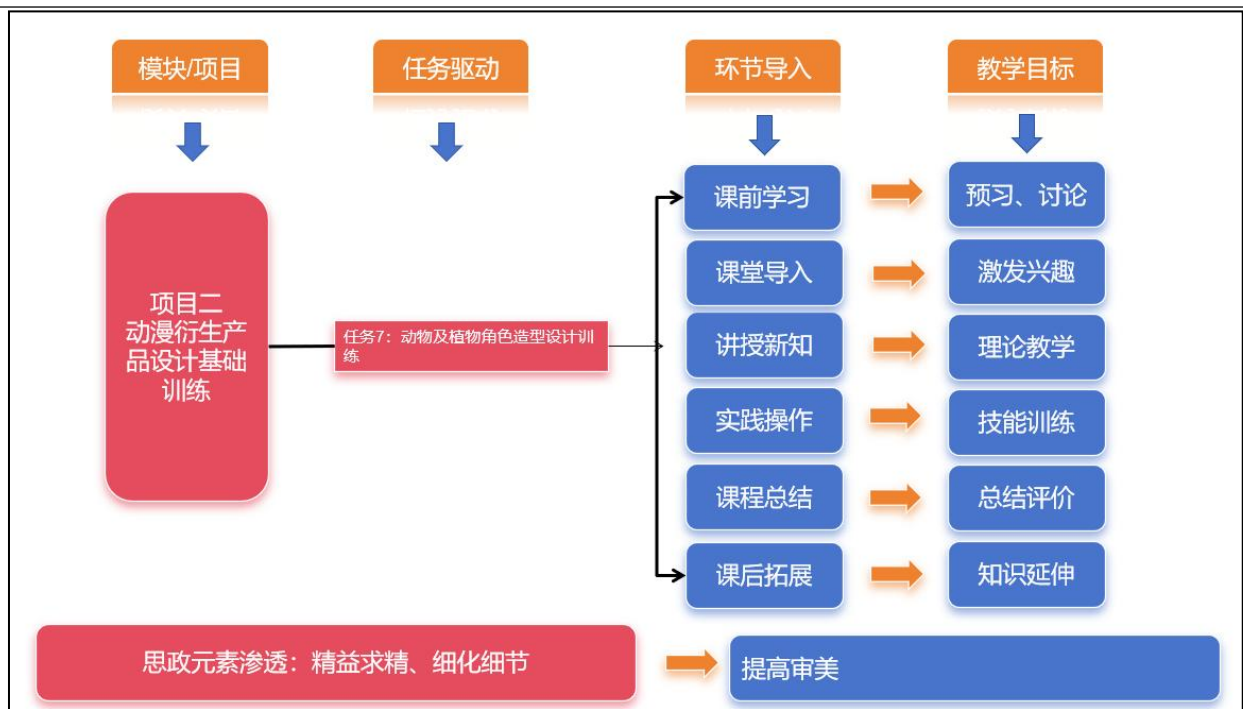 模块/项目
任务驱动
环节导入
教学目标
项目二
动漫衍生产
品设计基础
训练
任务7：动物及植物角色造型设计训
练
课前学习
预习、讨论
课堂导入
激发兴趣
讲授新知
理论教学
实践操作
技能训练
课程总结
总结评价
课后拓展
知识延伸
思政元素渗透：精益求精、细化细节
提高审美